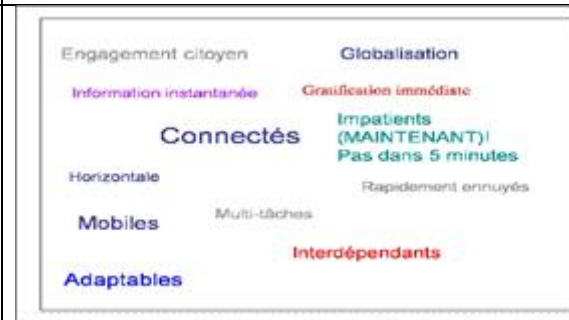 Engagement citoyen
Globalisation
Information instantanée
Gratification immédiate
Impatients
(MAINTENANT)!
Pas dans 5 minutes
Connectés
Horizontale
Rapidement ennuyés
Multi-tâches
Mobiles
Interdépendants
Adaptables